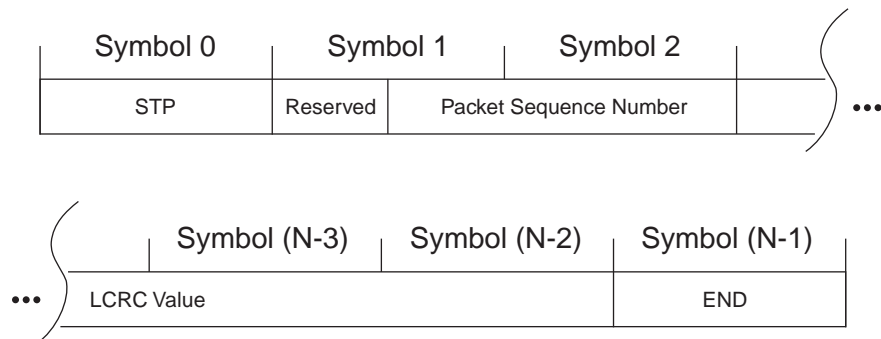 Symbol 0 Symbol 1 Symbol 2
STP Reserved Packet Sequence Number •••
Symbol (N-3) Symbol (N-2) Symbol (N-1)
••• LCRC Value END